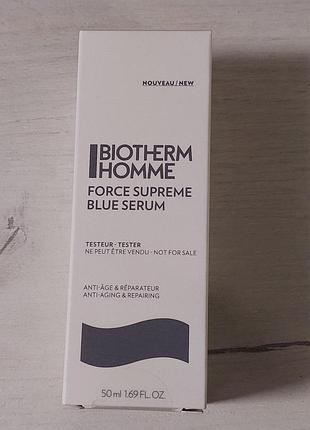 NOUVEAU / NEW
BIOTHERM
HOMME
FORCE SUPREME
BLUE SERUM
TESTEUR - TESTER
NE PEUT ÊTRE VENDU - NOT FOR SALE
ANTI-ÂGE & RÉPARATEUR
ANTI-AGING & REPAIRING
50 ml 1.69 FL. OZ.